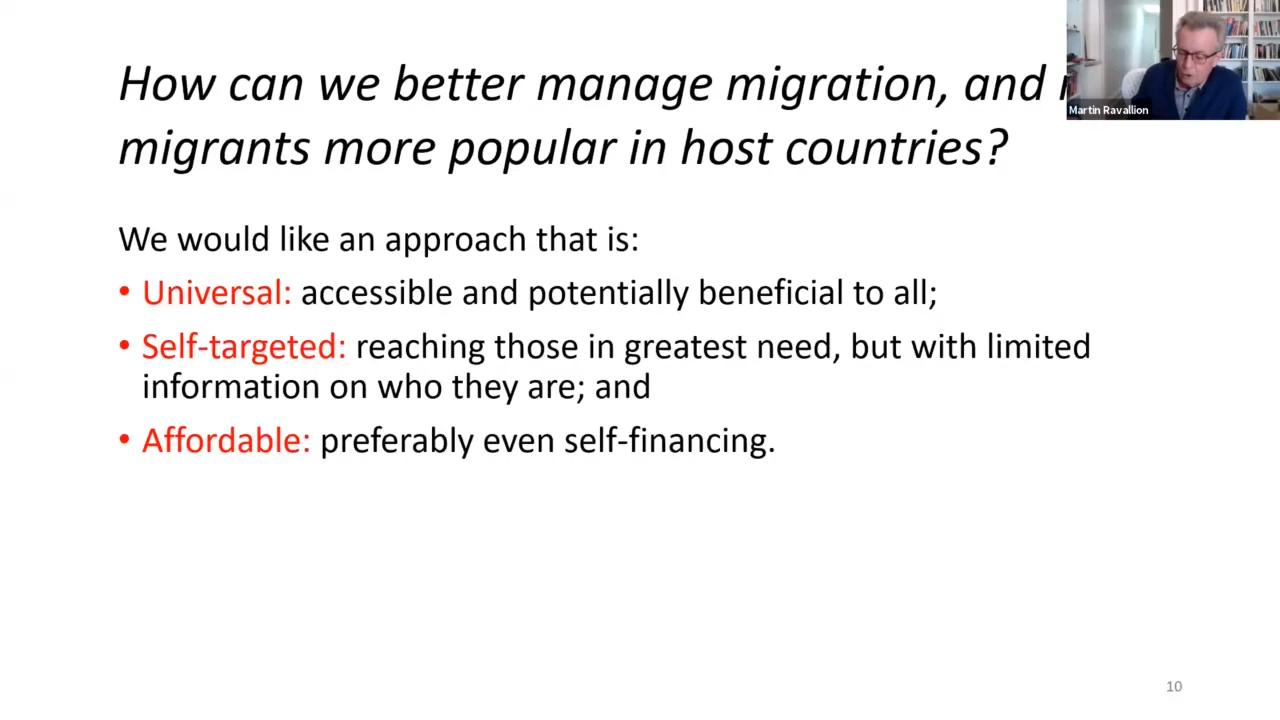 How can we better manage migration, and
migrants more popular in host countries?
Martin Ravallion
We would like an approach that is:
• Universal: accessible and potentially beneficial to all;
• Self-targeted: reaching those in greatest need, but with limited
information on who they are; and
• Affordable: preferably even self-financing.
10